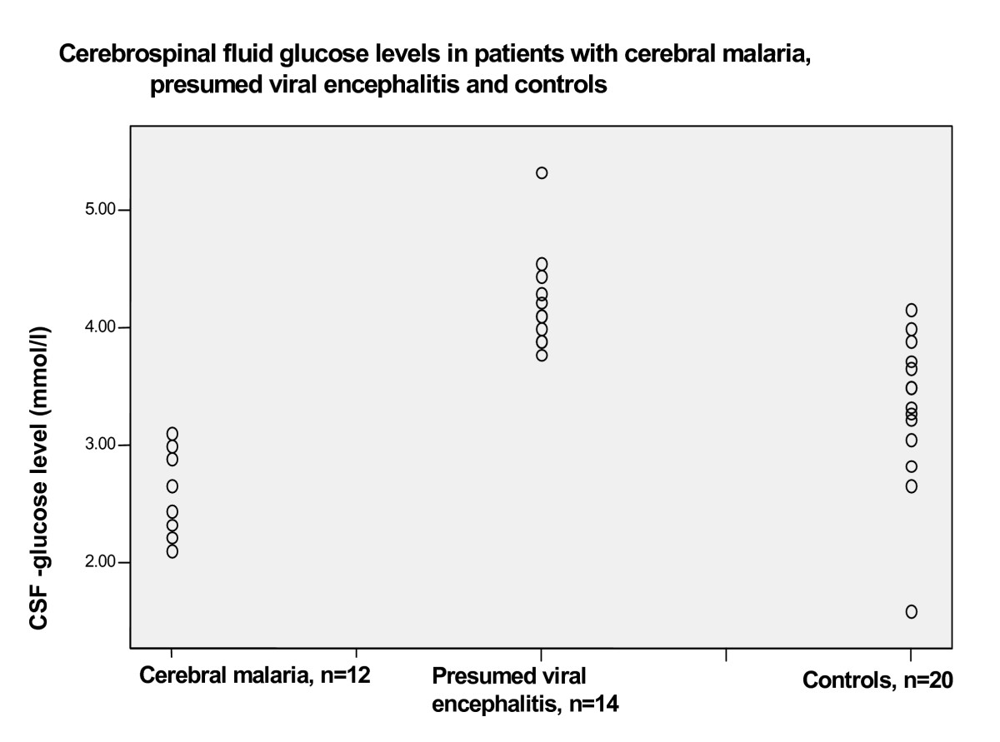 Cerebrospinal fluid glucose levels in patients with cerebral malaria,
presumed viral encephalitis and controls
CSF -glucose level (mmol/l)
5.00
4.00
3.00
2.00
Cerebral malaria, n=12
Presumed viral
encephalitis, n=14
Controls, n=20